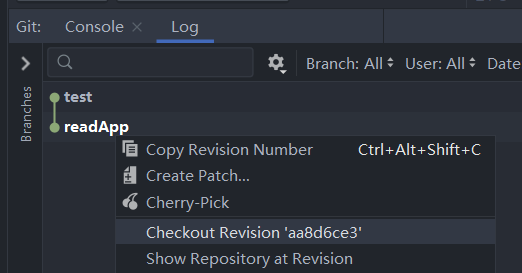 Git: Console × Log
Branch: All User: All Date
Branches
test
readApp
Copy Revision Number Ctrl+Alt+Shift+C
Create Patch...
Cherry-Pick
Checkout Revision 'aa8d6ce3'
Show Repository at Revision